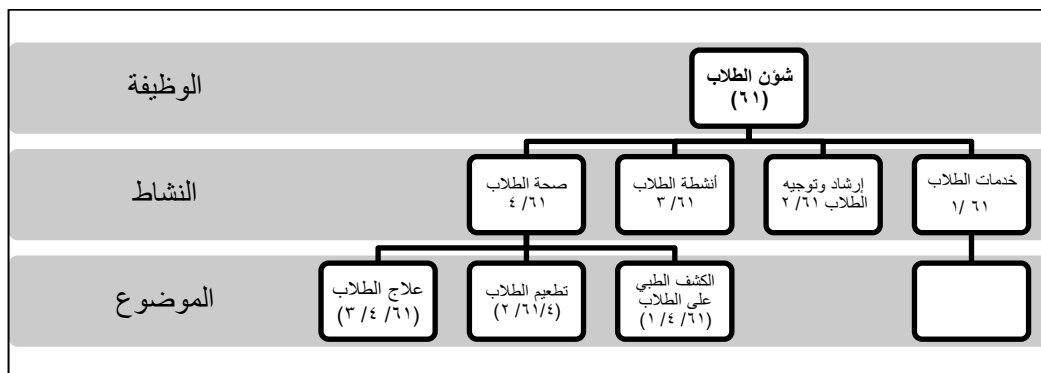 الوظيفة
شؤن الطلاب
(٦١)
النشاط
خدمات الطلاب
٦١ /١
إرشاد وتوجيه
الطلاب ٦١/ ٢
أنشطة الطلاب
٦١/ ٣
صحة الطلاب
٦١/ ٤
الموضوع
الكشف الطبي
على الطلاب
(٦١/ ٤/ ١)
تطعيم الطلاب
(٤/٦١/ ٢)
علاج الطلاب
(٦١/ ٤/ ٣)